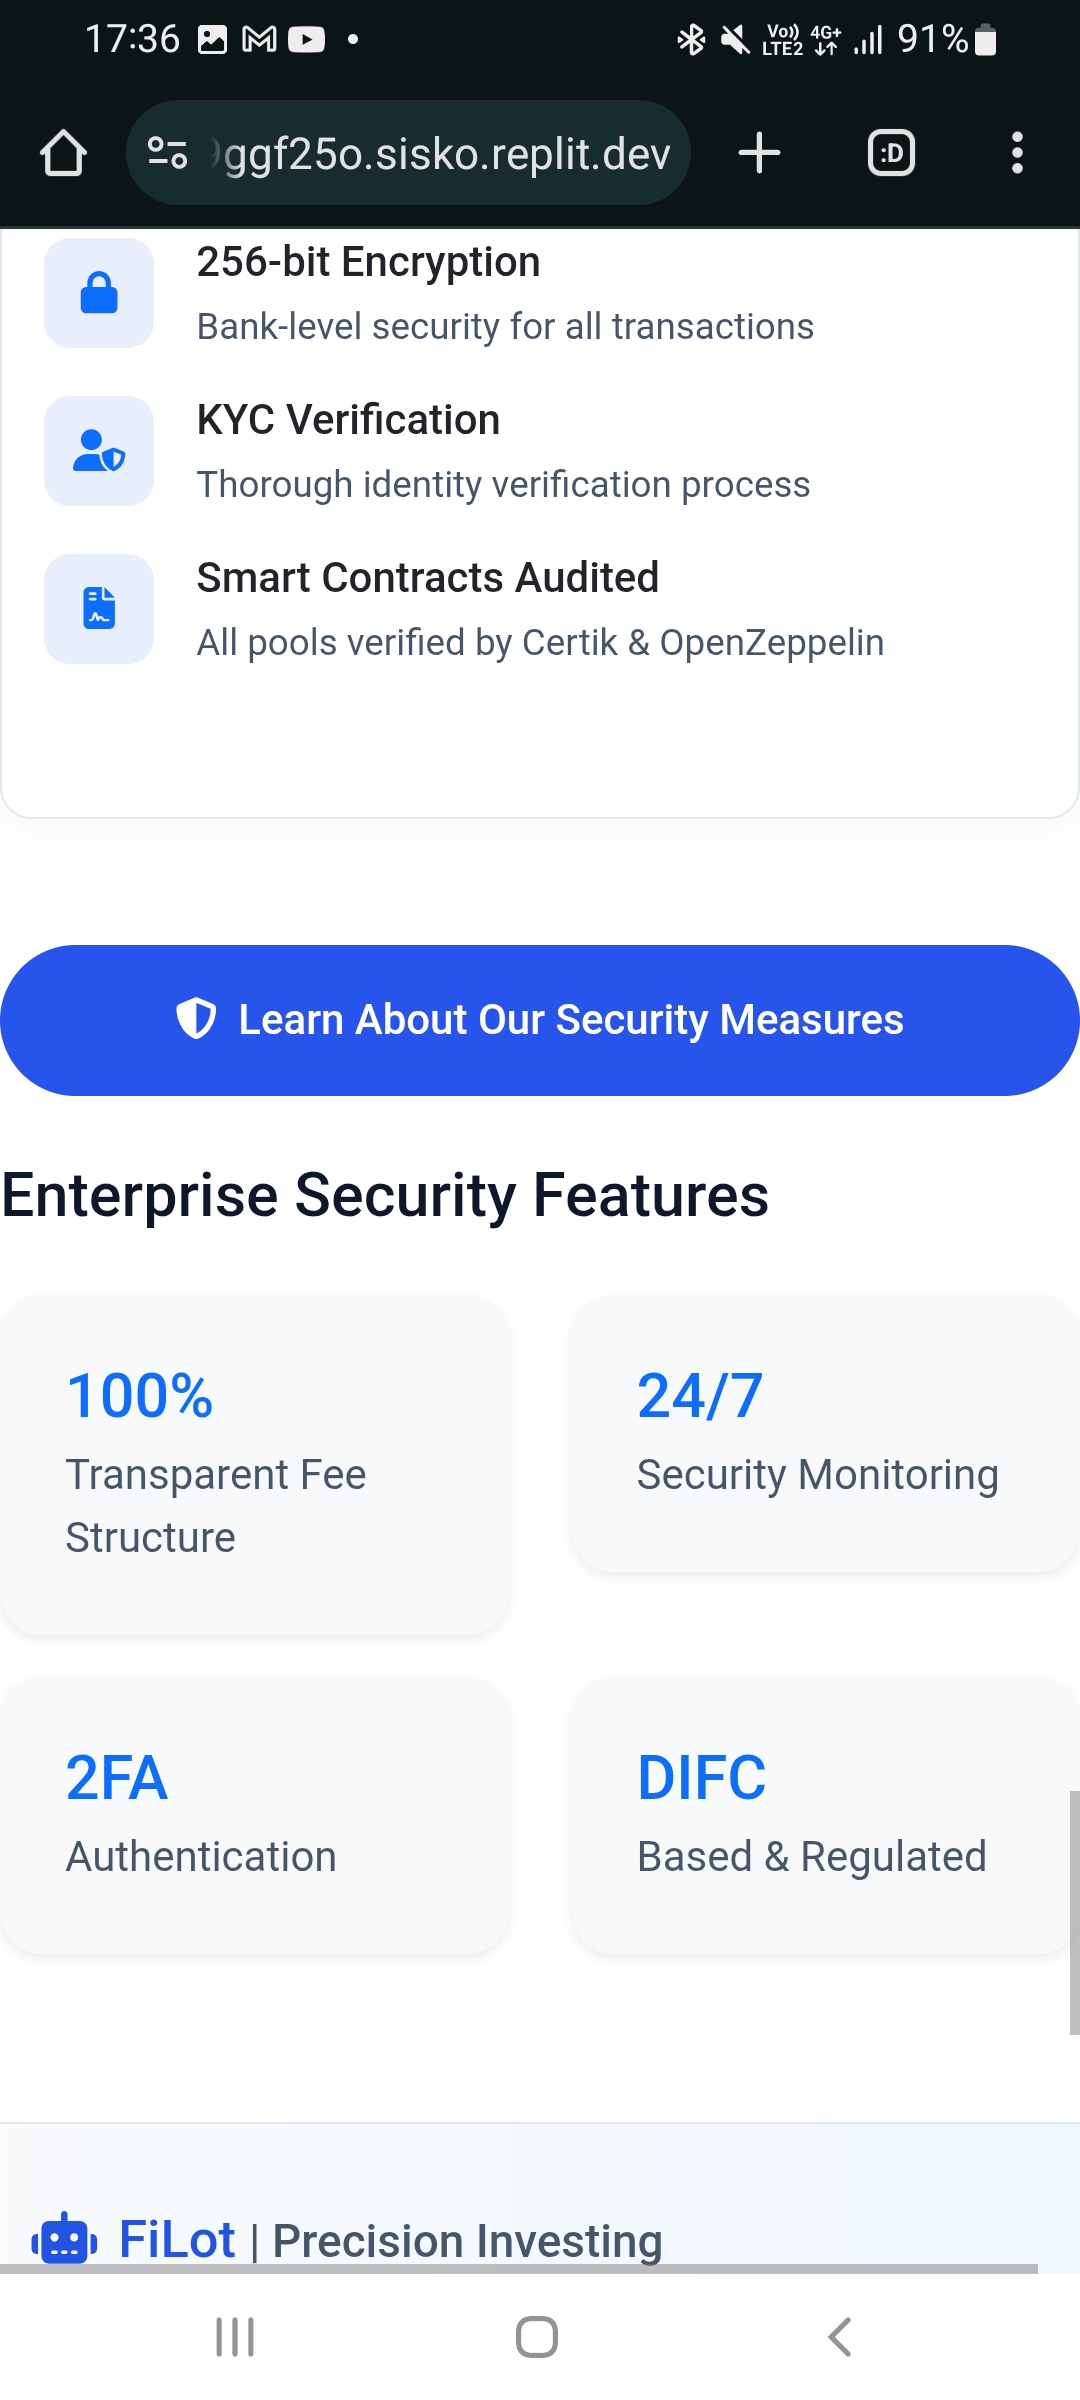 17:36
Vo)) LTE2 4G+ 91%
ggf25o.sisko.replit.dev
:D
256-bit Encryption
Bank-level security for all transactions
KYC Verification
Thorough identity verification process
Smart Contracts Audited
All pools verified by Certik & OpenZeppelin
Learn About Our Security Measures
Enterprise Security Features
100%
Transparent Fee
Structure
24/7
Security Monitoring
2FA
Authentication
DIFC
Based & Regulated
FiLot | Precision Investing